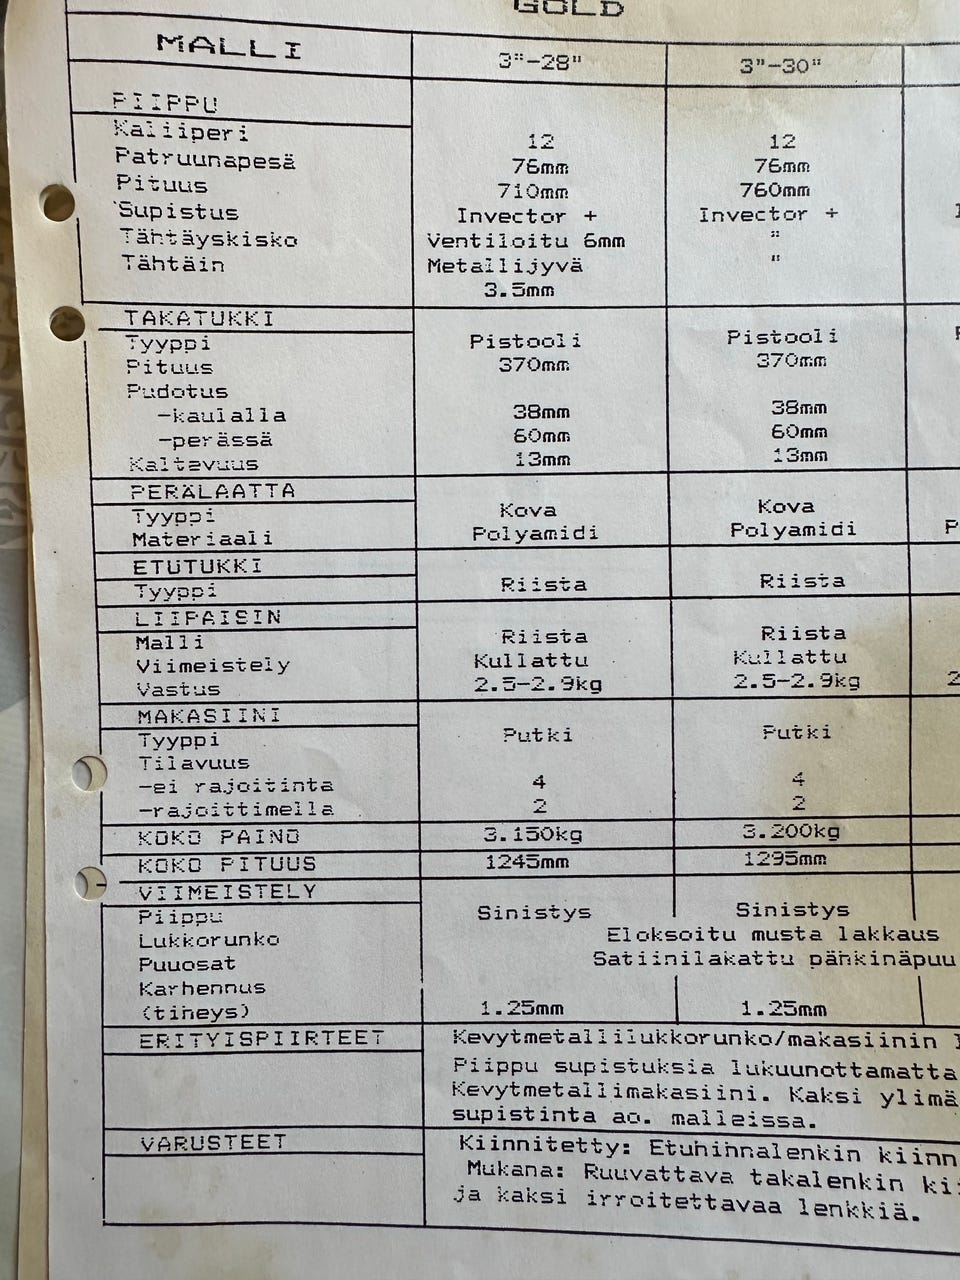 GOLD
MALLI 3"-28" 3"-30"
PIIPPU
Kaliiperi 12 12
Patruunapesä 76mm 76mm
Pituus 710mm 760mm
Supistus Invector + Invector +
Tähtäyskisko Ventiloitu 6mm "
Tähtäin Metallijyvä "
3.5mm
TAKATUKKI
Tyyppi Pistooli Pistooli
Pituus 370mm 370mm
Pudotus
-kaulalla 38mm 38mm
-perässä 60mm 60mm
Kaltevuus 13mm 13mm
PERÄLAATTA
Tyyppi Kova Kova
Materiaali Polyamidi Polyamidi P
ETUTUKKI
Tyyppi Riista Riista
LIIPAISIN
Malli Riista Riista
Viimeistely Kullattu Kullattu
Vastus 2.5-2.9kg 2.5-2.9kg 2
MAKASIINI
Tyyppi Putki Putki
Tilavuus
-ei rajoitinta 4 4
-rajoittimella 2 2
KOKO PAINO 3.150kg 3.200kg
KOKO PITUUS 1245mm 1295mm
VIIMEISTELY
Piippu Sinistys Sinistys
Lukkorunko Eloksoitu musta lakkaus
Puuosat Satiinilakattu pähkinäpuu
Karhennus
(tiheys) 1.25mm 1.25mm
ERITYISPIIRTEET Kevytmetallilukkorunko/makasiinin
Piippu supistuksia lukuunottamatta
Kevytmetallimakasiini. Kaksi ylimä
supistinta ao. malleissa.
VARUSTEET Kiinnitetty: Etuhihnalenkin kiinn
Mukana: Ruuvattava takalenkin kii
ja kaksi irroitettavaa lenkkiä.